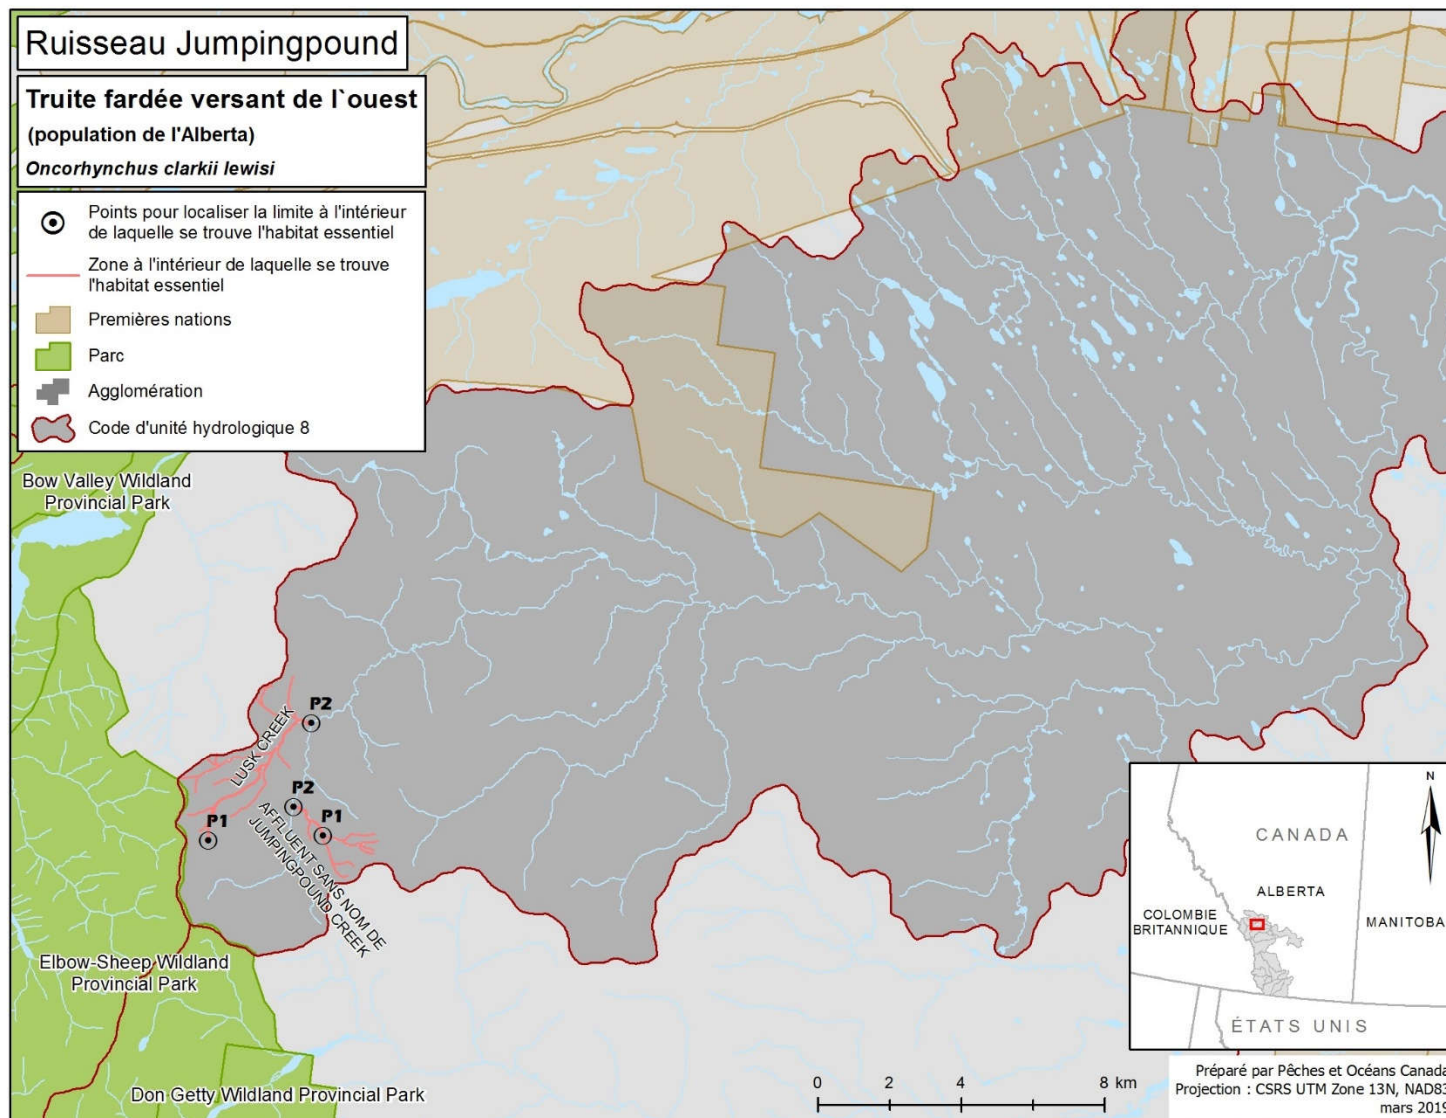 Ruisseau Jumpingpound
Truite fardée versant de l`ouest
(population de l'Alberta)
Oncorhynchus clarkii lewisi
Points pour localiser la limite à l'intérieur
de laquelle se trouve l'habitat essentiel
Zone à l'intérieur de laquelle se trouve
l'habitat essentiel
Premières nations
Parc
Agglomération
Code d'unité hydrologique 8
Bow Valley Wildland
Provincial Park
P2
LUSK CREEK
P2
P1
P1
AFFLUENT SANS NOM DE
JUMPINGPOUND CREEK
Elbow-Sheep Wildland
Provincial Park
Don Getty Wildland Provincial Park
N
CANADA
ALBERTA
COLOMBIE
BRITANNIQUE
MANITOBA
ÉTATS UNIS
0 2 4 8 km
Préparé par Pêches et Océans Canada
Projection : CSRS UTM Zone 13N, NAD83
mars 2019